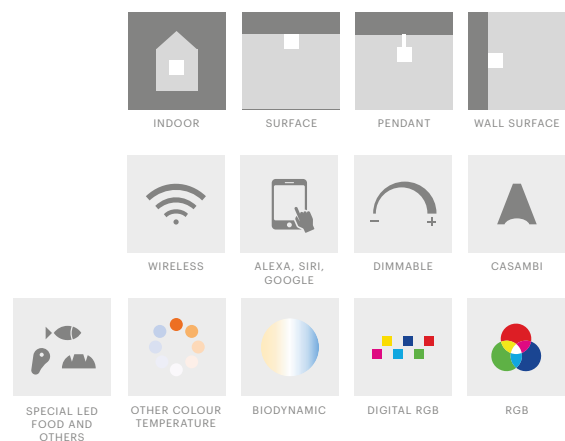 INDOOR
SURFACE
PENDANT
WALL SURFACE
WIRELESS
ALEXA, SIRI,
GOOGLE
DIMMABLE
CASAMBI
SPECIAL LED
FOOD AND
OTHERS
OTHER COLOUR
TEMPERATURE
BIODYNAMIC
DIGITAL RGB
RGB